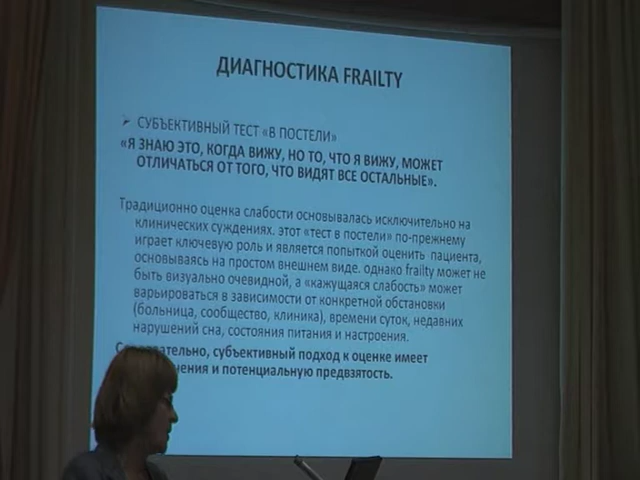 ДИАГНОСТИКА FRAILTY
➤ СУБЪЕКТИВНЫЙ ТЕСТ «В ПОСТЕЛИ»
«Я ЗНАЮ ЭТО, КОГДА ВИЖУ, НО ТО, ЧТО Я ВИЖУ, МОЖЕТ
ОТЛИЧАТЬСЯ ОТ ТОГО, ЧТО ВИДЯТ ВСЕ ОСТАЛЬНЫЕ».
Традиционно оценка слабости основывалась исключительно на
клинических суждениях. этот «тест в постели» по-прежнему
играет ключевую роль и является попыткой оценить пациента,
основываясь на простом внешнем виде. однако frailty может не
быть визуально очевидной, а «кажущаяся слабость» может
варьироваться в зависимости от конкретной обстановки
(больница, сообщество, клиника), времени суток, недавних
нарушений сна, состояния питания и настроения.
субъективный подход к оценке имеет
и потенциальную предвзятость.